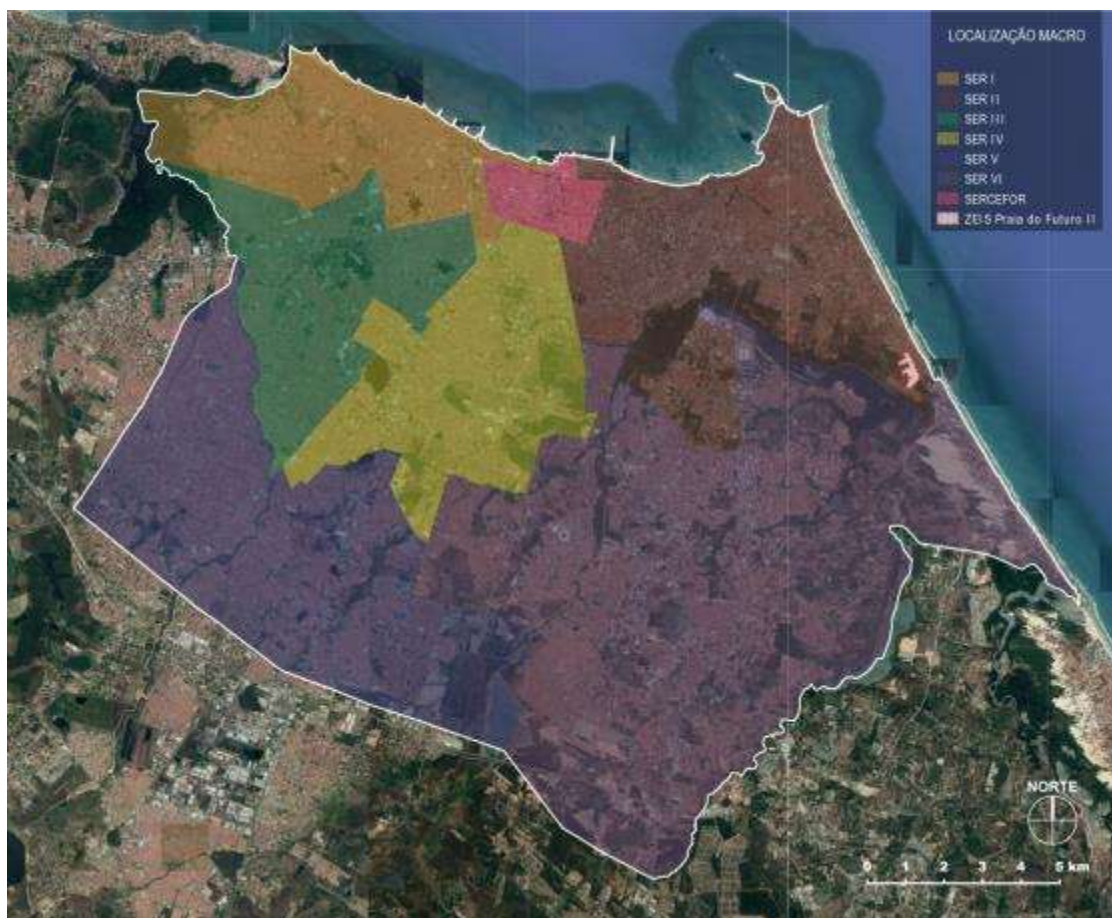 LOCALIZAÇÃO MACRO
SER I
SER II
SER III
SER IV
SER V
SER VI
SERCEFOR
ZEIS Praia do Futuro II
NORTE
0 1 2 3 4 5 km